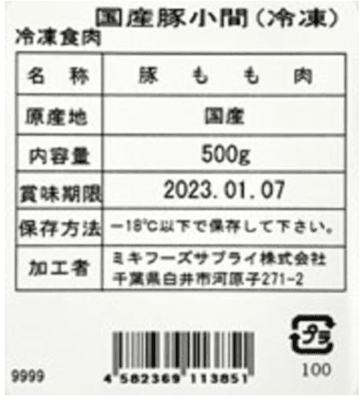 国産豚小間(冷凍)
冷凍食肉
名 称 豚 も も 肉
原産地 国産
内容量 500g
賞味期限 2023.01.07
保存方法 −18℃以下で保存して下さい。
加工者 ミキフーズサプライ株式会社
千葉県白井市河原子271-2
プラ
9999 4 582369 113851 100